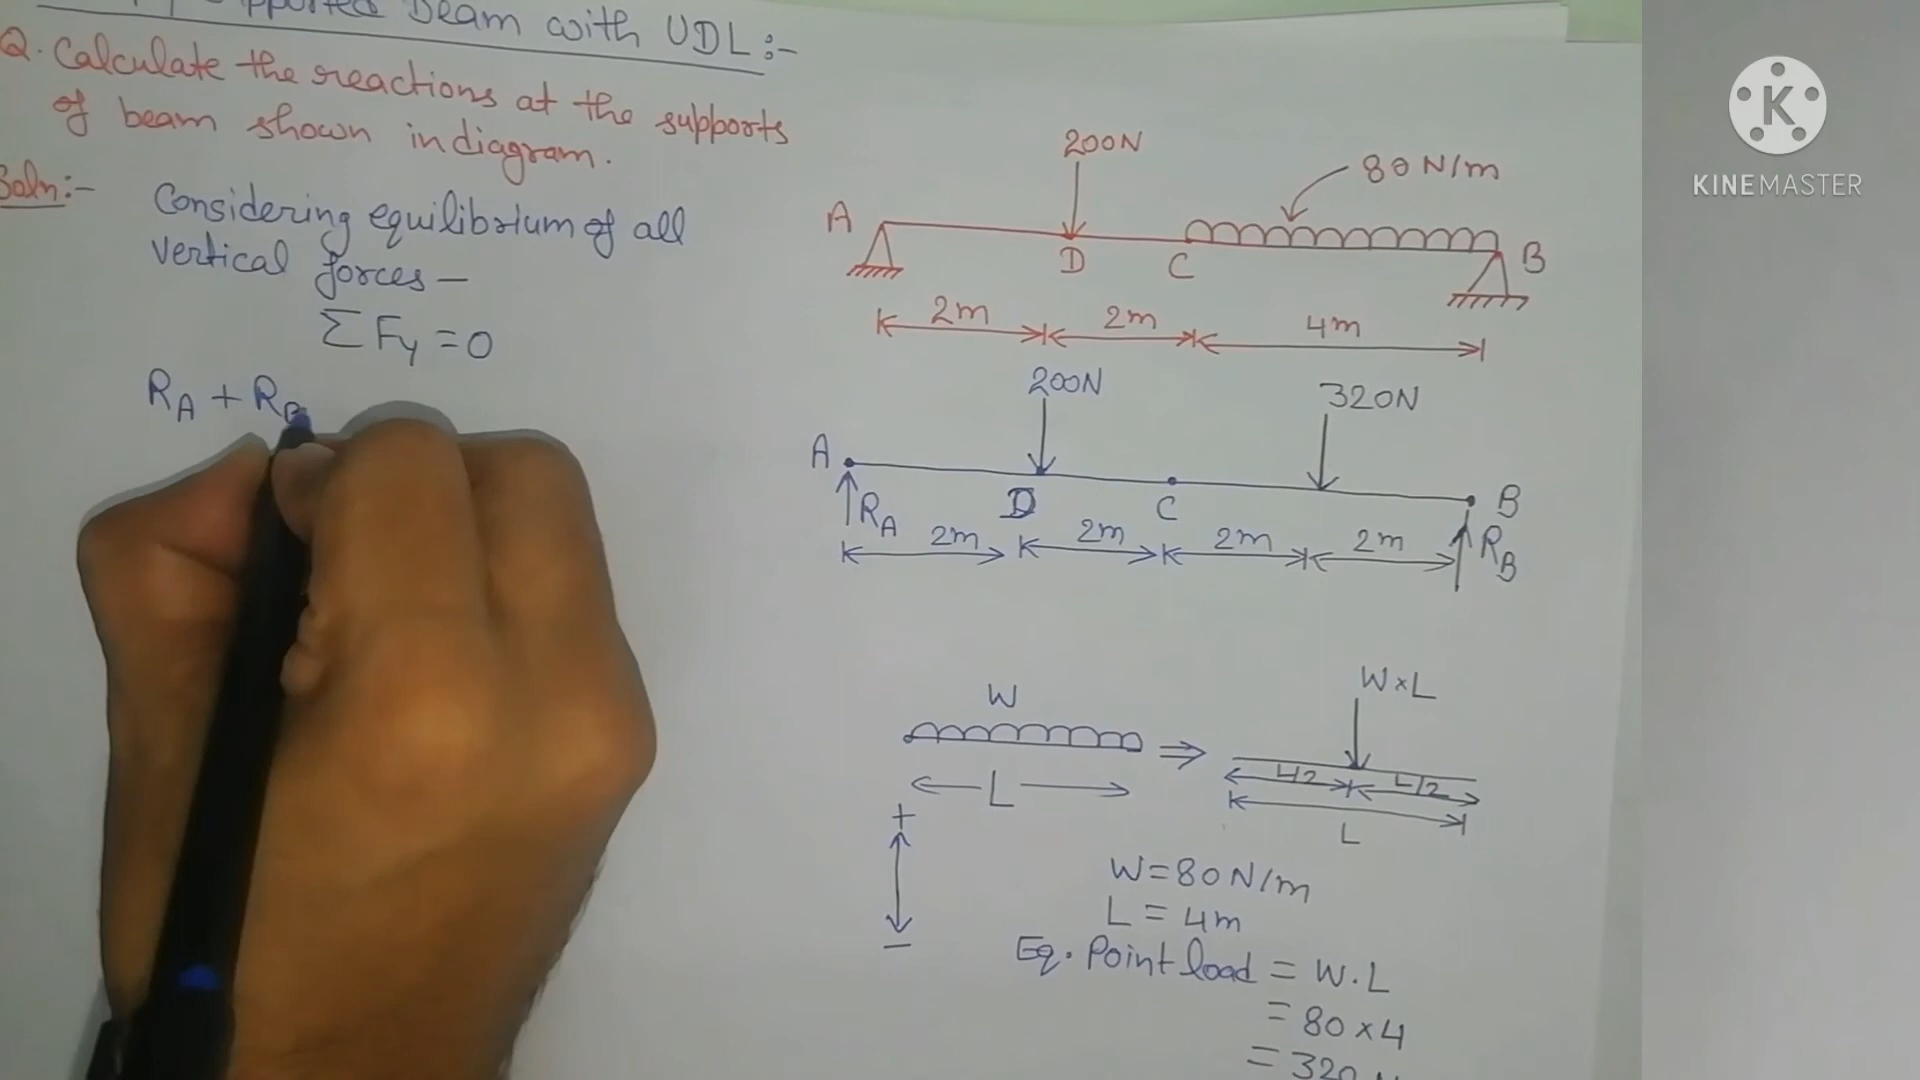 Beam with UDL:-
Q. Calculate the reactions at the supports
of beam shown in diagram.
Soln:- Considering equilibrium of all
vertical forces —
ΣFy = 0
RA + RB
200N
80 N/m
A
D
C
B
2m
2m
4m
200N
320N
A
D
C
B
RA
RB
2m
2m
2m
2m
W
W×L
L
L/2
L/2
L
+
−
W=80N/m
L = 4m
Eq. Point load = W.L
= 80×4
= 320
K
KINEMASTER